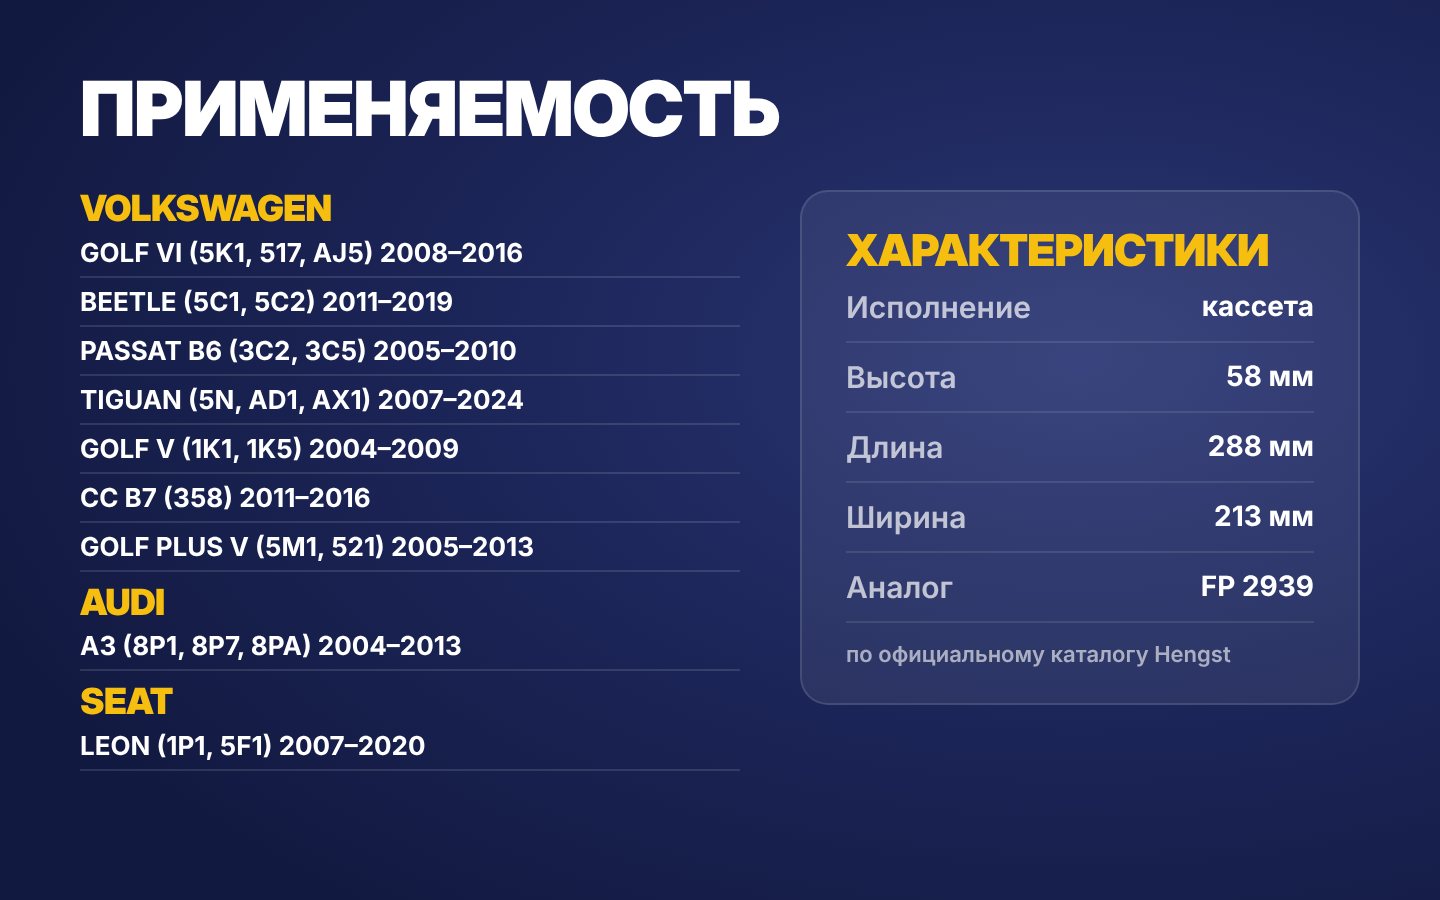 ПРИМЕНЯЕМОСТЬ
VOLKSWAGEN
GOLF VI (5K1, 517, AJ5) 2008–2016
BEETLE (5C1, 5C2) 2011–2019
PASSAT B6 (3C2, 3C5) 2005–2010
TIGUAN (5N, AD1, AX1) 2007–2024
GOLF V (1K1, 1K5) 2004–2009
CC B7 (358) 2011–2016
GOLF PLUS V (5M1, 521) 2005–2013
AUDI
A3 (8P1, 8P7, 8PA) 2004–2013
SEAT
LEON (1P1, 5F1) 2007–2020
ХАРАКТЕРИСТИКИ
Исполнение кассета
Высота 58 мм
Длина 288 мм
Ширина 213 мм
Аналог FP 2939
по официальному каталогу Hengst